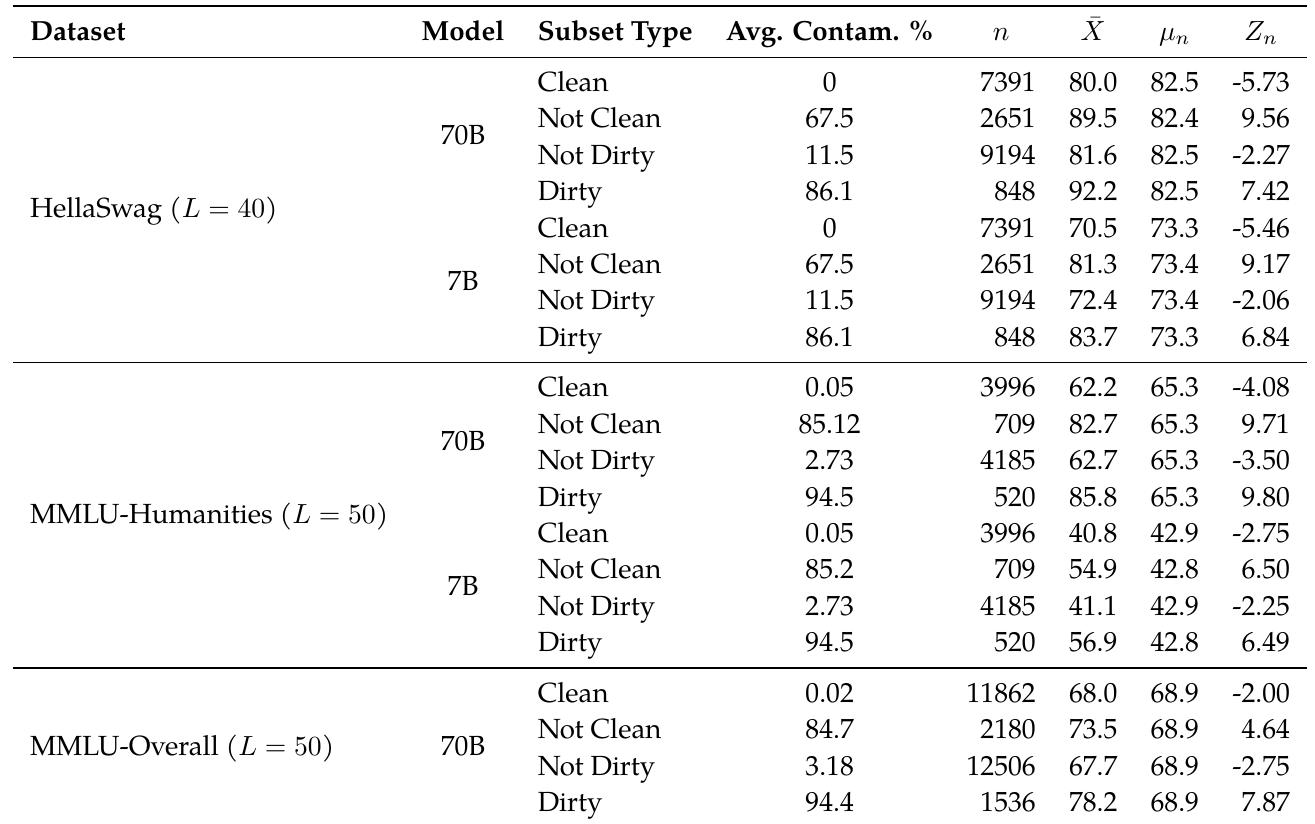 Dataset Model Subset Type Avg. Contam. % n X̄ μn Zn
Clean 0 7391 80.0 82.5 -5.73
Not Clean 67.5 2651 89.5 82.4 9.56
70B
Not Dirty 11.5 9194 81.6 82.5 -2.27
Dirty 86.1 848 92.2 82.5 7.42
HellaSwag (L = 40)
Clean 0 7391 70.5 73.3 -5.46
Not Clean 67.5 2651 81.3 73.4 9.17
7B
Not Dirty 11.5 9194 72.4 73.4 -2.06
Dirty 86.1 848 83.7 73.3 6.84
Clean 0.05 3996 62.2 65.3 -4.08
Not Clean 85.12 709 82.7 65.3 9.71
70B
Not Dirty 2.73 4185 62.7 65.3 -3.50
Dirty 94.5 520 85.8 65.3 9.80
MMLU-Humanities (L = 50)
Clean 0.05 3996 40.8 42.9 -2.75
Not Clean 85.2 709 54.9 42.8 6.50
7B
Not Dirty 2.73 4185 41.1 42.9 -2.25
Dirty 94.5 520 56.9 42.8 6.49
Clean 0.02 11862 68.0 68.9 -2.00
Not Clean 84.7 2180 73.5 68.9 4.64
MMLU-Overall (L = 50) 70B
Not Dirty 3.18 12506 67.7 68.9 -2.75
Dirty 94.4 1536 78.2 68.9 7.87